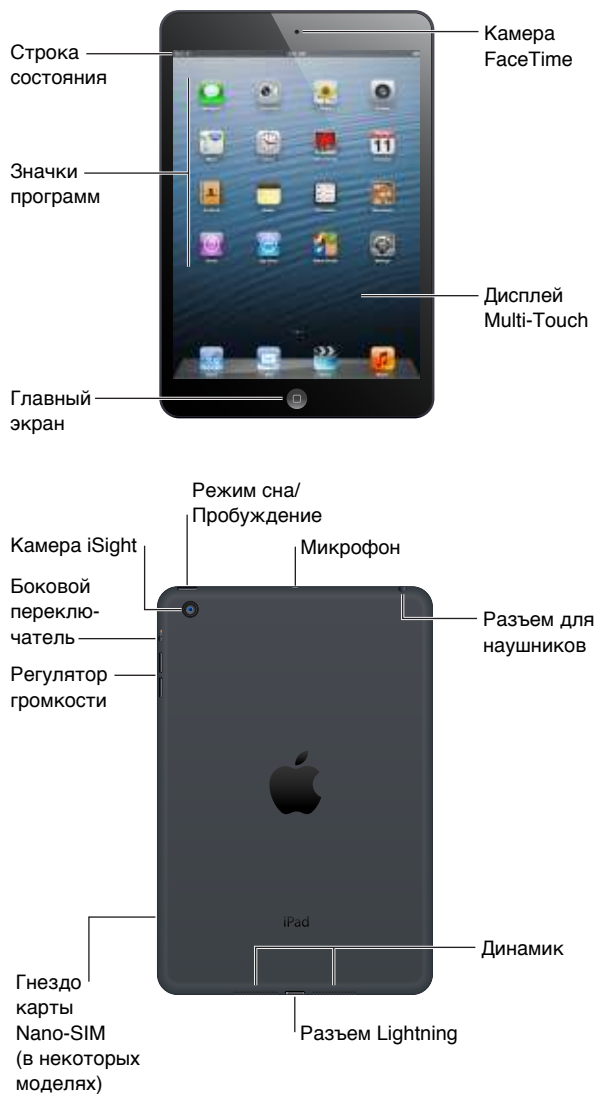 Камера
FaceTime
Строка
состояния
Значки
программ
11
Дисплей
Multi-Touch
Главный
экран
Режим сна/
Пробуждение
Камера iSight
Микрофон
Боковой
переклю-
чатель
Разъем для
наушников
Регулятор
громкости
iPad
Динамик
Гнездо
карты
Nano-SIM
(в некоторых
моделях)
Разъем Lightning